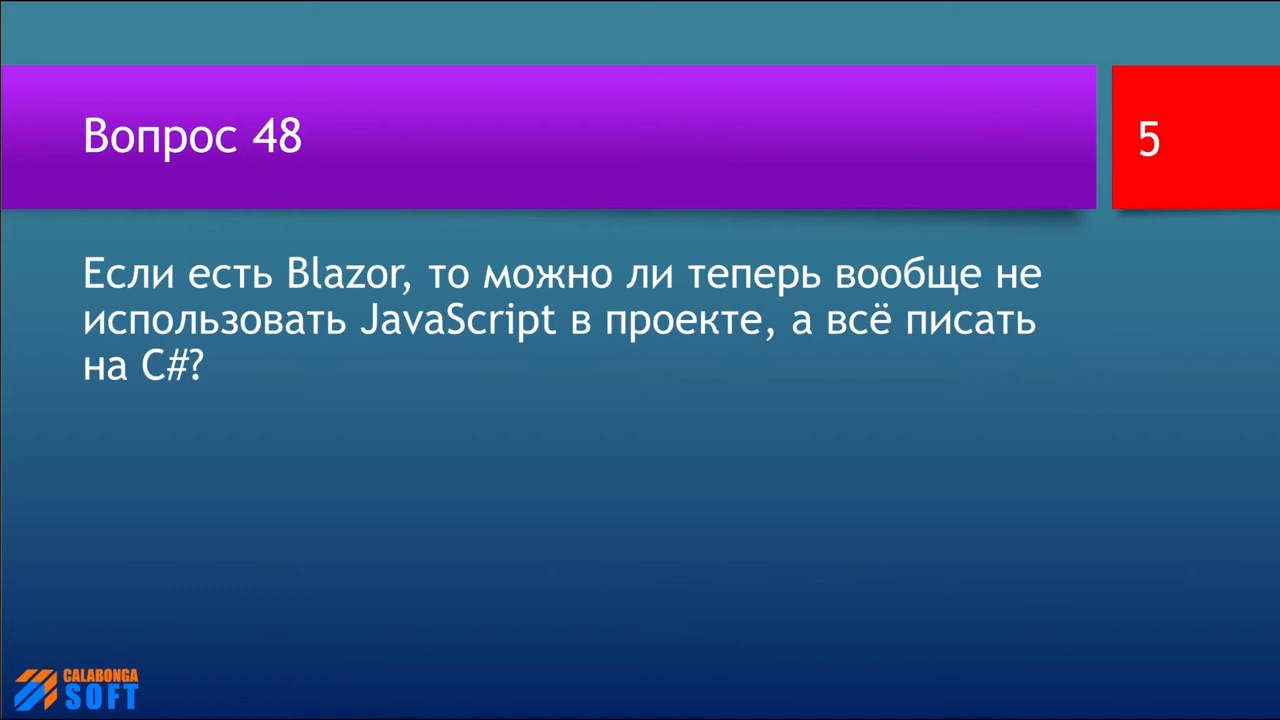 Вопрос 48
5
Если есть Blazor, то можно ли теперь вообще не
использовать JavaScript в проекте, а всё писать
на C#?
CALABONGA
SOFT